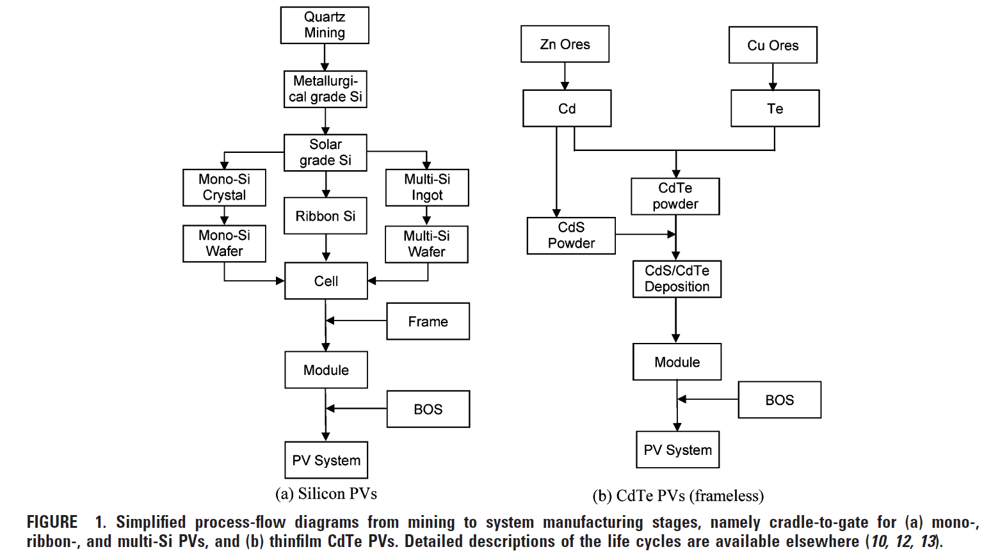 Quartz
Mining
Metallurgi-
cal grade Si
Solar
grade Si
Mono-Si
Crystal
Multi-Si
Ingot
Ribbon Si
Mono-Si
Wafer
Multi-Si
Wafer
Cell
Frame
Module
BOS
PV System
(a) Silicon PVs
Zn Ores
Cu Ores
Cd
Te
CdTe
powder
CdS
Powder
CdS/CdTe
Deposition
Module
BOS
PV System
(b) CdTe PVs (frameless)
FIGURE 1. Simplified process-flow diagrams from mining to system manufacturing stages, namely cradle-to-gate for (a) mono-,
ribbon-, and multi-Si PVs, and (b) thinfilm CdTe PVs. Detailed descriptions of the life cycles are available elsewhere (10, 12, 13).